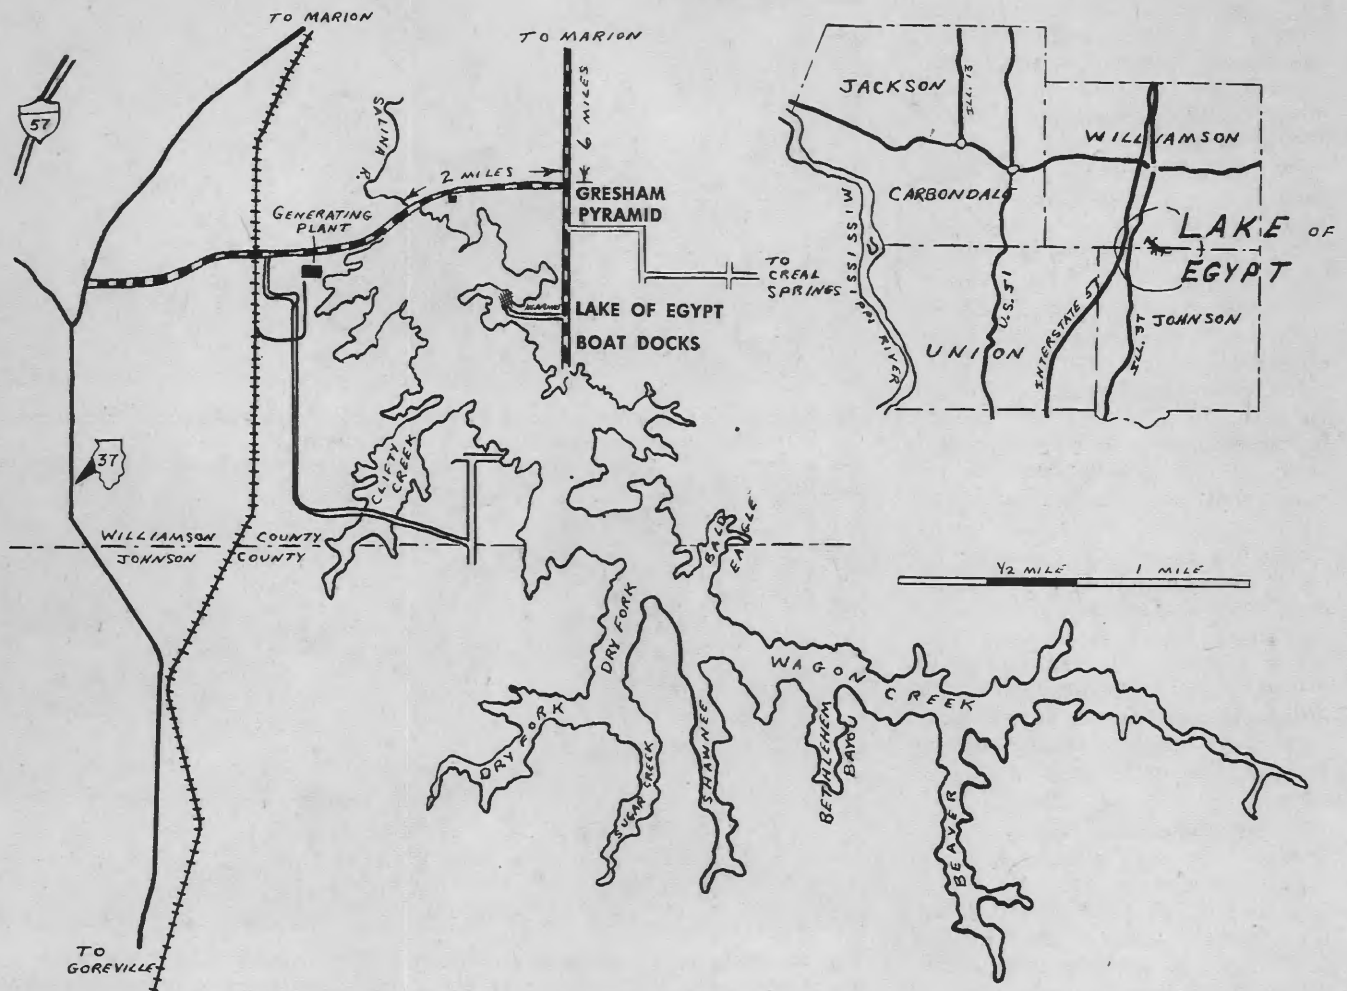 TO MARION
TO MARION
57
6 MILES
SALINA R.
2 MILES
GRESHAM
PYRAMID
GENERATING
PLANT
TO
CREAL
SPRINGS
LAKE OF EGYPT
BOAT DOCKS
37
CLIFTY
CREEK
WILLIAMSON COUNTY
JOHNSON COUNTY
BALD
EAGLE
DRY FORK
DRY FORK
SUGAR CREEK
SHAWNEE
WAGON CREEK
BETHLEHEM
BAYOU
BEAVER
TO
GOREVILLE
½ MILE 1 MILE
JACKSON
ILL. 13
WILLIAMSON
CARBONDALE
MISSISSIPPI RIVER
LAKE OF
EGYPT
U.S. 51
INTERSTATE 57
UNION
JOHNSON
ILL. 37